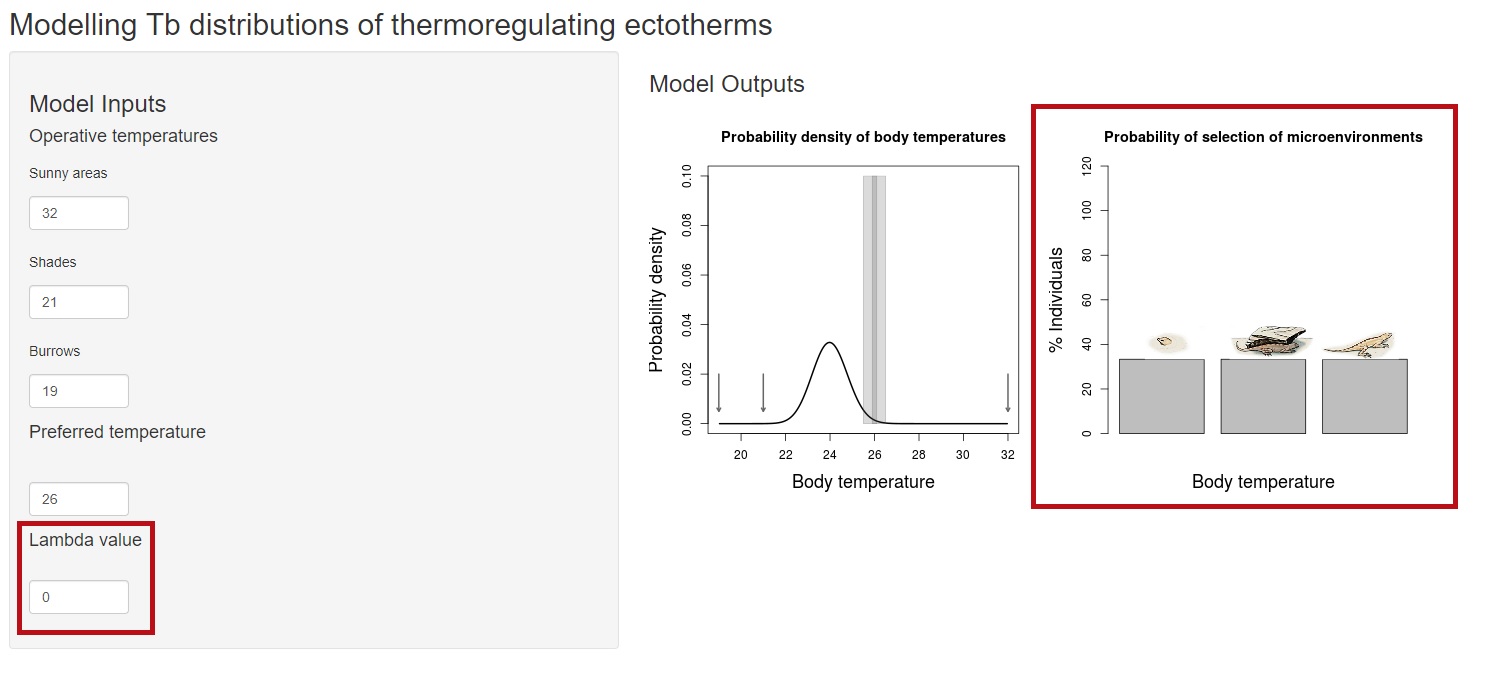 Modelling Tb distributions of thermoregulating ectotherms
Model Inputs
Operative temperatures
Sunny areas
32
Shades
21
Burrows
19
Preferred temperature
26
Lambda value
0
Model Outputs
Probability density of body temperatures
Probability density
0.10
0.08
0.06
0.04
0.02
0.00
20 22 24 26 28 30 32
Body temperature
Probability of selection of microenvironments
% Individuals
120
100
80
60
40
20
0
Body temperature